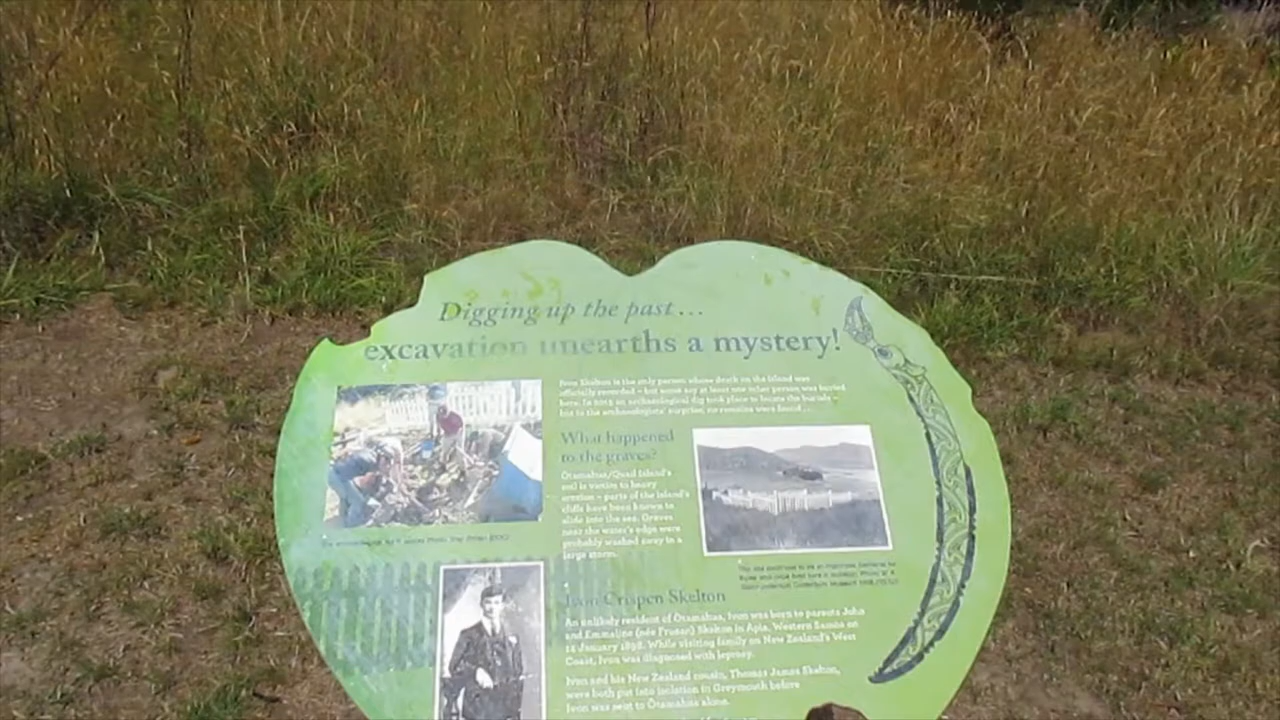 Digging up the past...
excavation unearths a mystery!
Ivon Skelton is the only person whose death on the island was
officially recorded – but some say at least one other person was buried
here. In 2015 an archaeological dig took place to locate the burials –
but to the archaeologists' surprise, no remains were found...
What happened
to the graves?
Ōtamahua/Quail Island's
soil is
to heavy
erosion – parts of the island's
cliffs have been known to
slide into the sea. Graves
near the water's edge were
probably washed away in a
large storm.
Ivon Crispen Skelton
An unlikely resident of Ōtamahua, Ivon was born to parents John
and Emmaline (née Fruean) Skelton in Apia, Western Samoa on
January 1898. While visiting family on New Zealand's West
Coast, Ivon was diagnosed with leprosy.
Ivon and his New Zealand cousin, Thomas James Skelton,
were both put into isolation in Greymouth before
Ivon was sent to Ōtamahua alone.